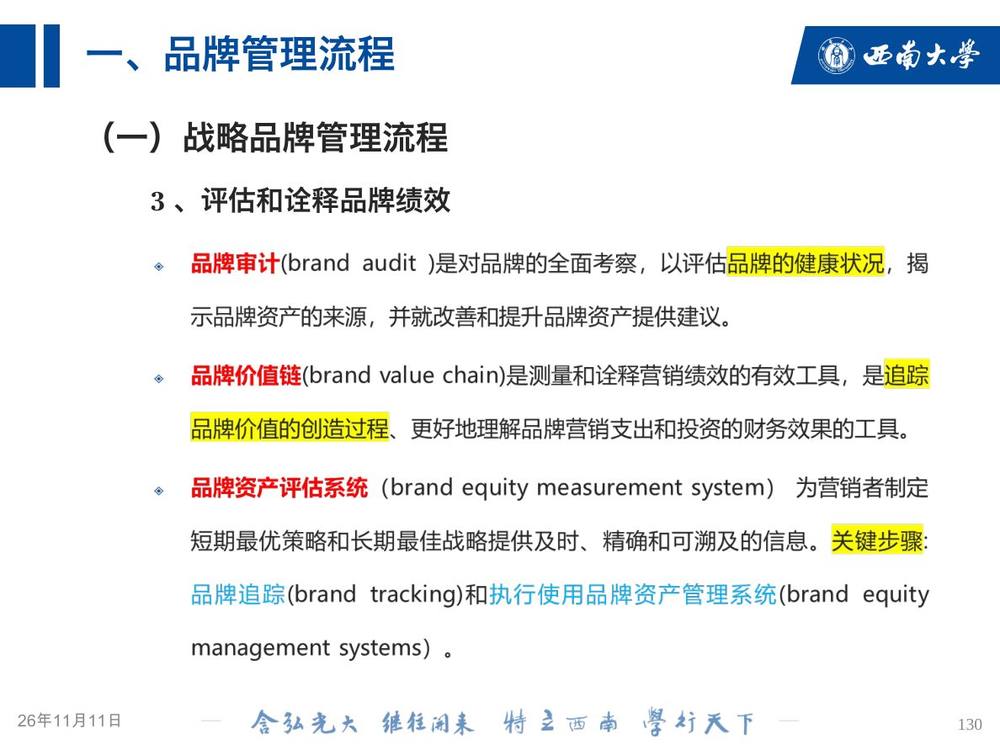 一、品牌管理流程
西南大学
（一）战略品牌管理流程
3 、评估和诠释品牌绩效
品牌审计(brand audit )是对品牌的全面考察，以评估品牌的健康状况，揭
示品牌资产的来源，并就改善和提升品牌资产提供建议。
品牌价值链(brand value chain)是测量和诠释营销绩效的有效工具，是追踪
品牌价值的创造过程、更好地理解品牌营销支出和投资的财务效果的工具。
品牌资产评估系统（brand equity measurement system） 为营销者制定
短期最优策略和长期最佳战略提供及时、精确和可溯及的信息。关键步骤:
品牌追踪(brand tracking)和执行使用品牌资产管理系统(brand equity
management systems）。
26年11月11日
含弘光大 继往开来 特立西南 學行天下
130